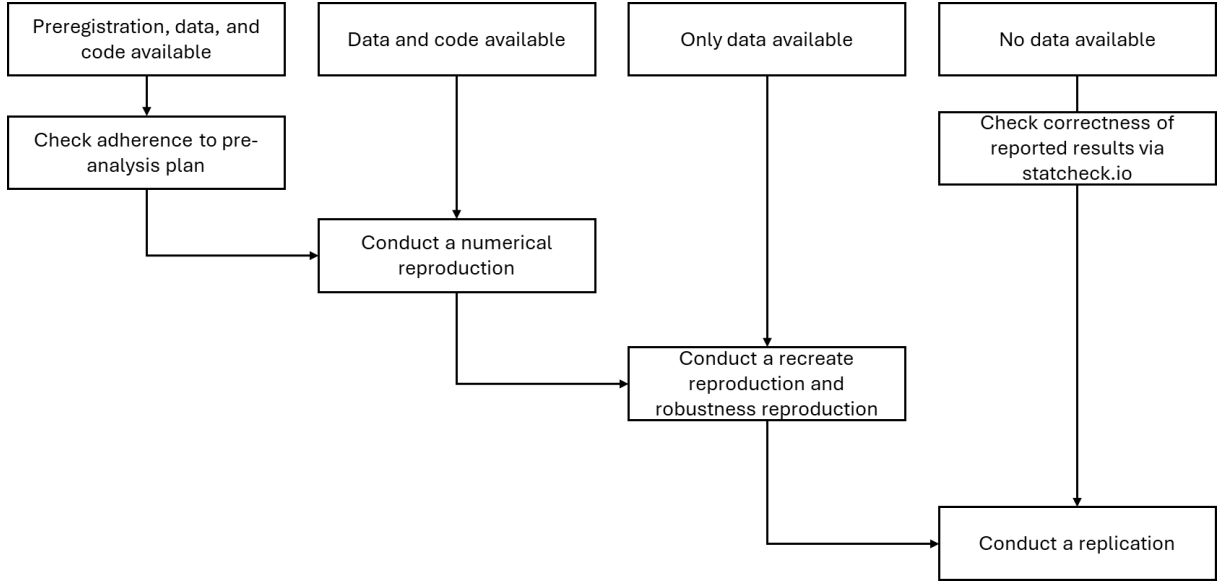 Preregistration, data, and
code available
Data and code available
Only data available
No data available
Check adherence to pre-
analysis plan
Check correctness of
reported results via
statcheck.io
Conduct a numerical
reproduction
Conduct a recreate
reproduction and
robustness reproduction
Conduct a replication